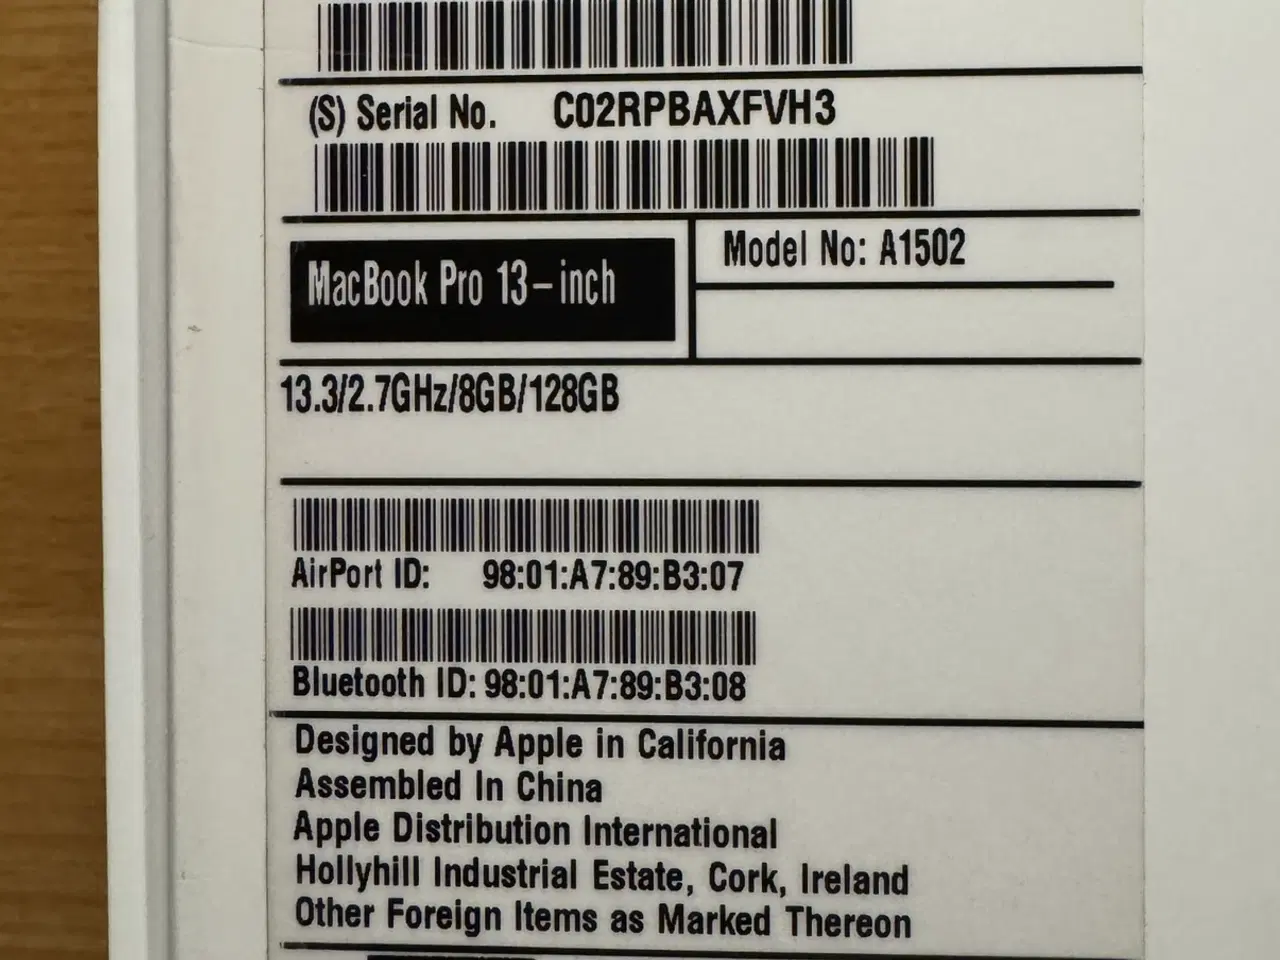 (S) Serial No. C02RPBAXFVH3
MacBook Pro 13-inch
Model No: A1502
13.3/2.7GHz/8GB/128GB
AirPort ID: 98:01:A7:89:B3:07
Bluetooth ID: 98:01:A7:89:B3:08
Designed by Apple in California
Assembled In China
Apple Distribution International
Hollyhill Industrial Estate, Cork, Ireland
Other Foreign Items as Marked Thereon